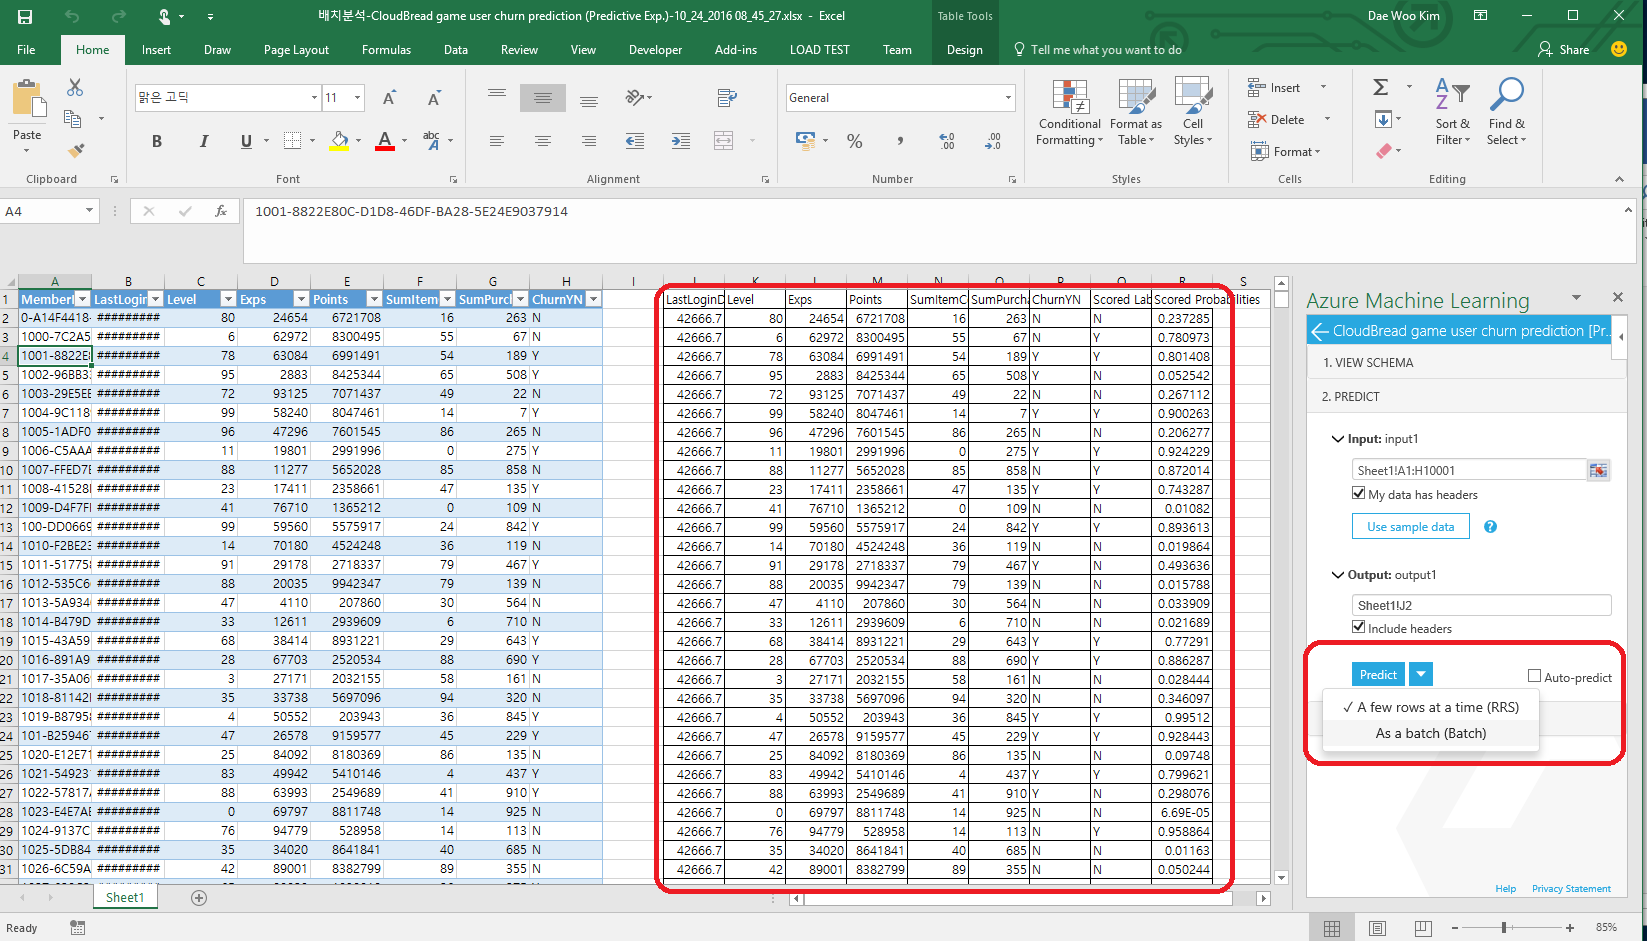 배치분석-CloudBread game user churn prediction (Predictive Exp.)-10_24_2016 08_45_27.xlsx - Excel
Table Tools
Dae Woo Kim
File Home Insert Draw Page Layout Formulas Data Review View Developer Add-ins LOAD TEST Team Design Tell me what you want to do Share
Paste
맑은 고딕 11
General
Conditional Formatting
Format as Table
Cell Styles
Insert
Delete
Format
Sort & Filter
Find & Select
Clipboard Font Alignment Number Styles Cells Editing
A4 fx 1001-8822E80C-D1D8-46DF-BA28-5E24E9037914
A B C D E F G H I J K L M N O P Q R S
1 MemberI LastLogin Level Exps Points SumItem SumPurch ChurnYN LastLoginD Level Exps Points SumItemC SumPurcha ChurnYN Scored Lab Scored Probabilities
2 0-A14F4418- ######### 80 24654 6721708 16 263 N 42666.7 80 24654 6721708 16 263 N N 0.237285
3 1000-7C2A5 ######### 6 62972 8300495 55 67 N 42666.7 6 62972 8300495 55 67 N Y 0.780973
4 1001-8822E8 ######### 78 63084 6991491 54 189 Y 42666.7 78 63084 6991491 54 189 Y Y 0.801408
5 1002-96BB33 ######### 95 2883 8425344 65 508 Y 42666.7 95 2883 8425344 65 508 Y N 0.052542
6 1003-29E5EE ######### 72 93125 7071437 49 22 N 42666.7 72 93125 7071437 49 22 N N 0.267112
7 1004-9C118 ######### 99 58240 8047461 14 7 Y 42666.7 99 58240 8047461 14 7 Y Y 0.900263
8 1005-1ADF0 ######### 96 47296 7601545 86 265 N 42666.7 96 47296 7601545 86 265 N N 0.206277
9 1006-C5AAA ######### 11 19801 2991996 0 275 Y 42666.7 11 19801 2991996 0 275 Y Y 0.924229
10 1007-FFED7E ######### 88 11277 5652028 85 858 N 42666.7 88 11277 5652028 85 858 N Y 0.872014
11 1008-41528 ######### 23 17411 2358661 47 135 Y 42666.7 23 17411 2358661 47 135 Y Y 0.743287
12 1009-D4F7F ######### 41 76710 1365212 0 109 N 42666.7 41 76710 1365212 0 109 N N 0.01082
13 100-DD0669 ######### 99 59560 5575917 24 842 Y 42666.7 99 59560 5575917 24 842 Y Y 0.893613
14 1010-F2BE23 ######### 14 70180 4524248 36 119 N 42666.7 14 70180 4524248 36 119 N N 0.019864
15 1011-517758 ######### 91 29178 2718337 79 467 Y 42666.7 91 29178 2718337 79 467 Y N 0.493636
16 1012-535C6 ######### 88 20035 9942347 79 139 N 42666.7 88 20035 9942347 79 139 N N 0.015788
17 1013-5A934 ######### 47 4110 207860 30 564 N 42666.7 47 4110 207860 30 564 N N 0.033909
18 1014-B479D ######### 33 12611 2939609 6 710 N 42666.7 33 12611 2939609 6 710 N N 0.021689
19 1015-43A59 ######### 68 38414 8931221 29 643 Y 42666.7 68 38414 8931221 29 643 Y Y 0.77291
20 1016-891A9 ######### 28 67703 2520534 88 690 Y 42666.7 28 67703 2520534 88 690 Y Y 0.886287
21 1017-35A06 ######### 3 27171 2032155 58 161 N 42666.7 3 27171 2032155 58 161 N N 0.028444
22 1018-81142 ######### 35 33738 5697096 94 320 N 42666.7 35 33738 5697096 94 320 N N 0.346097
23 1019-B87958 ######### 4 50552 203943 36 845 Y 42666.7 4 50552 203943 36 845 Y Y 0.99512
24 101-B259467 ######### 47 26578 9159577 45 229 Y 42666.7 47 26578 9159577 45 229 Y Y 0.928443
25 1020-E12E71 ######### 25 84092 8180369 86 135 N 42666.7 25 84092 8180369 86 135 N N 0.09748
26 1021-54923 ######### 83 49942 5410146 4 437 Y 42666.7 83 49942 5410146 4 437 Y Y 0.799621
27 1022-57817 ######### 88 63993 2549689 41 910 Y 42666.7 88 63993 2549689 41 910 Y N 0.298076
28 1023-E4E7AE ######### 0 69797 8811748 14 925 N 42666.7 0 69797 8811748 14 925 N N 6.69E-05
29 1024-9137C ######### 76 94779 528958 14 113 N 42666.7 76 94779 528958 14 113 N Y 0.958864
30 1025-5DB84 ######### 35 34020 8641841 40 685 N 42666.7 35 34020 8641841 40 685 N N 0.01163
31 1026-6C59A ######### 42 89001 8382799 89 355 N 42666.7 42 89001 8382799 89 355 N N 0.050244
Azure Machine Learning
CloudBread game user churn prediction [Pr...
1. VIEW SCHEMA
2. PREDICT
Input: input1
Sheet1!A1:H10001
My data has headers
Use sample data ?
Output: output1
Sheet1!J2
Include headers
Predict Auto-predict
✓ A few rows at a time (RRS)
As a batch (Batch)
Help Privacy Statement
Sheet1
Ready 85%